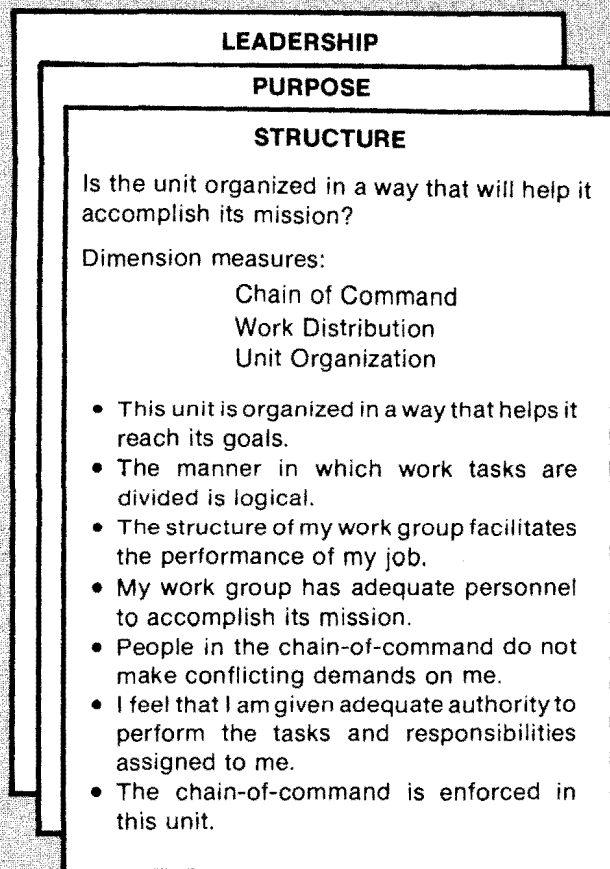 LEADERSHIP
PURPOSE
STRUCTURE
Is the unit organized in a way that will help it
accomplish its mission?
Dimension measures:
Chain of Command
Work Distribution
Unit Organization
• This unit is organized in a way that helps it
reach its goals.
• The manner in which work tasks are
divided is logical.
• The structure of my work group facilitates
the performance of my job.
• My work group has adequate personnel
to accomplish its mission.
• People in the chain-of-command do not
make conflicting demands on me.
• I feel that I am given adequate authority to
perform the tasks and responsibilities
assigned to me.
• The chain-of-command is enforced in
this unit.